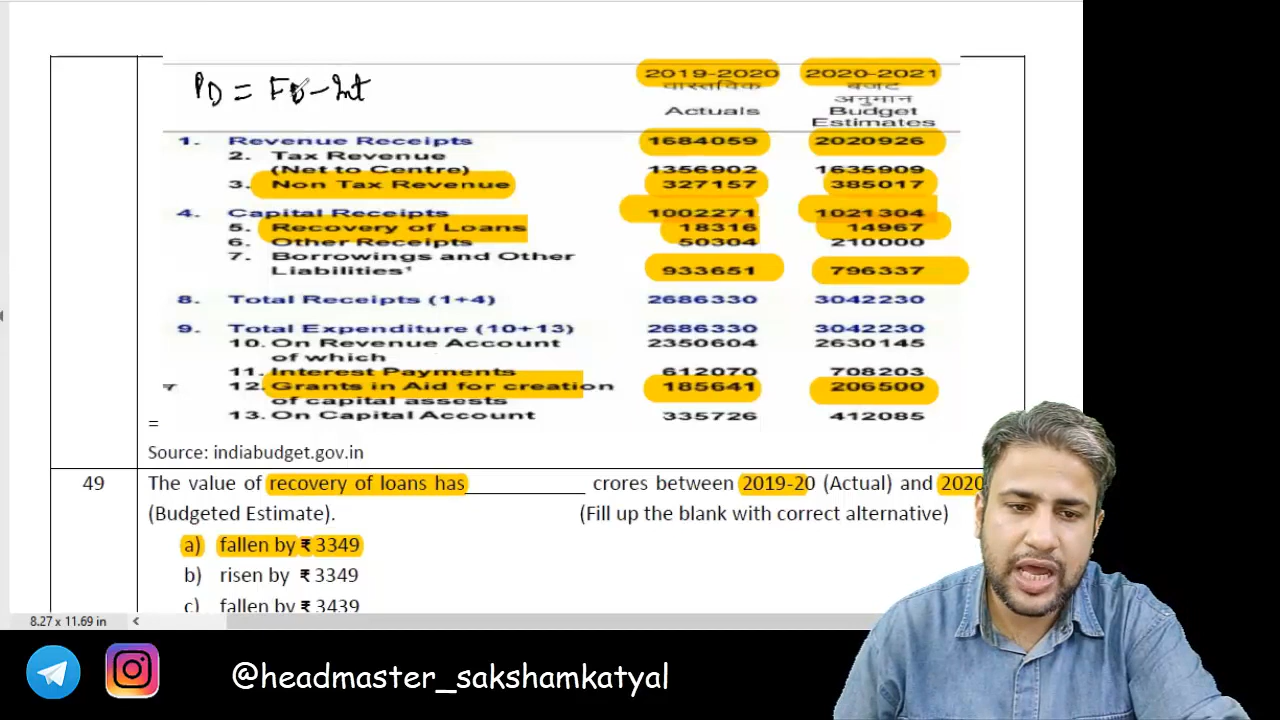 PD = FD - Int
2019-2020 2020-2021
वास्तविक बजट
अनुमान
Actuals Budget
Estimates
1. Revenue Receipts 1684059 2020926
2. Tax Revenue
(Net to Centre) 1356902 1635909
3. Non Tax Revenue 327157 385017
4. Capital Receipts 1002271 1021304
5. Recovery of Loans 18316 14967
6. Other Receipts 50304 210000
7. Borrowings and Other
Liabilities¹ 933651 796337
8. Total Receipts (1+4) 2686330 3042230
9. Total Expenditure (10+13) 2686330 3042230
10. On Revenue Account 2350604 2630145
of which
11. Interest Payments 612070 708203
12. Grants in Aid for creation 185641 206500
of capital assests
13. On Capital Account 335726 412085
=
Source: indiabudget.gov.in
49 The value of recovery of loans has__________ crores between 2019-20 (Actual) and 2020
(Budgeted Estimate). (Fill up the blank with correct alternative)
a) fallen by ₹ 3349
b) risen by ₹ 3349
c) fallen by ₹ 3439
8.27 x 11.69 in
@headmaster_sakshamkatyal